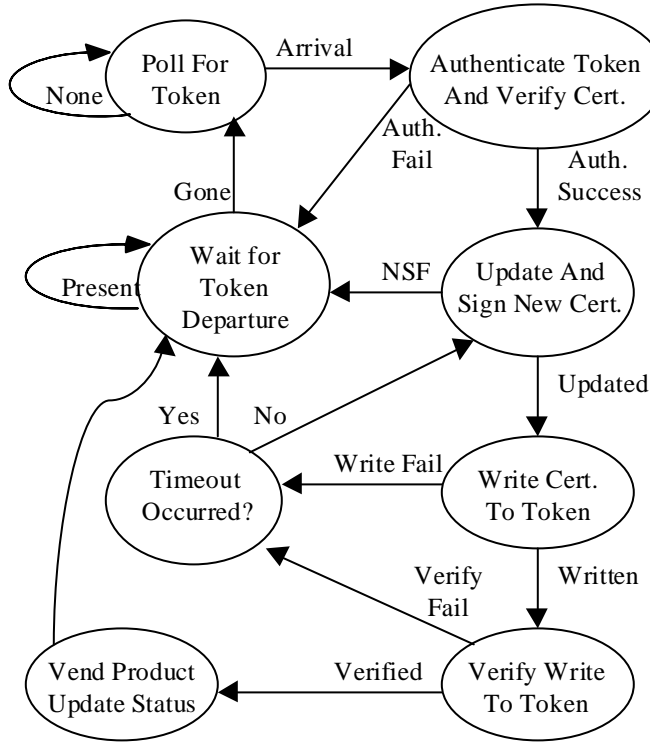 Arrival
Poll For
Token
None
Authenticate Token
And Verify Cert.
Auth.
Fail
Auth.
Success
Gone
Wait for
Token
Departure
Present
NSF
Update And
Sign New Cert.
Yes
No
Updated
Timeout
Occurred?
Write Fail
Write Cert.
To Token
Verify
Fail
Written
Vend Product
Update Status
Verified
Verify Write
To Token